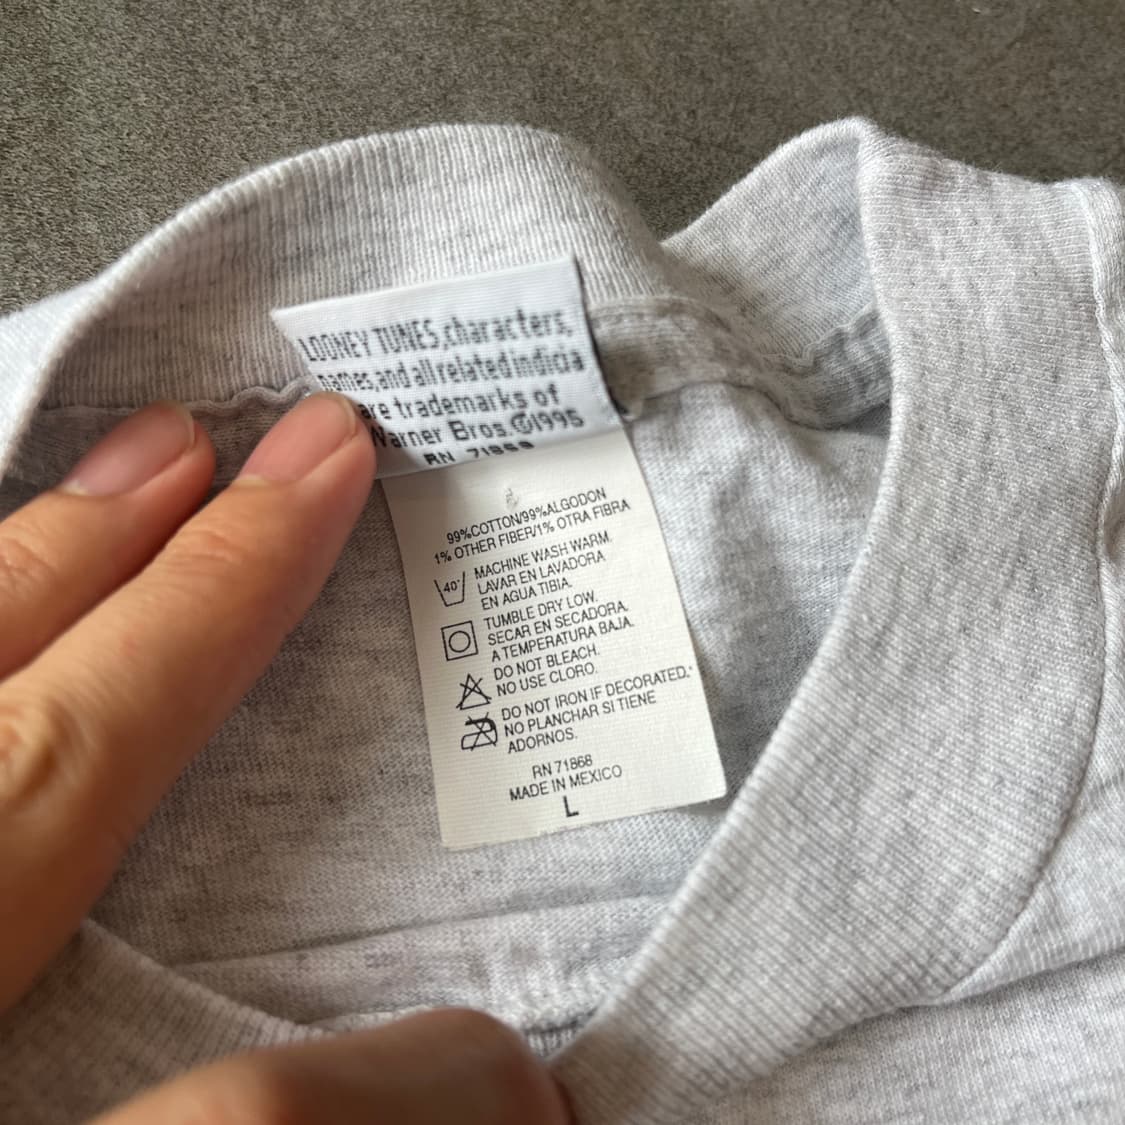 LOONEY TUNES, characters,
names, and all related indicia
are trademarks of
Warner Bros. ©1995
RN 71868
99%COTTON/99%ALGODON
1% OTHER FIBER/1% OTRA FIBRA
40°
MACHINE WASH WARM.
LAVAR EN LAVADORA
EN AGUA TIBIA.
TUMBLE DRY LOW.
SECAR EN SECADORA.
A TEMPERATURA BAJA.
DO NOT BLEACH.
NO USE CLORO.
DO NOT IRON IF DECORATED.
NO PLANCHAR SI TIENE
ADORNOS.
RN 71868
MADE IN MEXICO
L